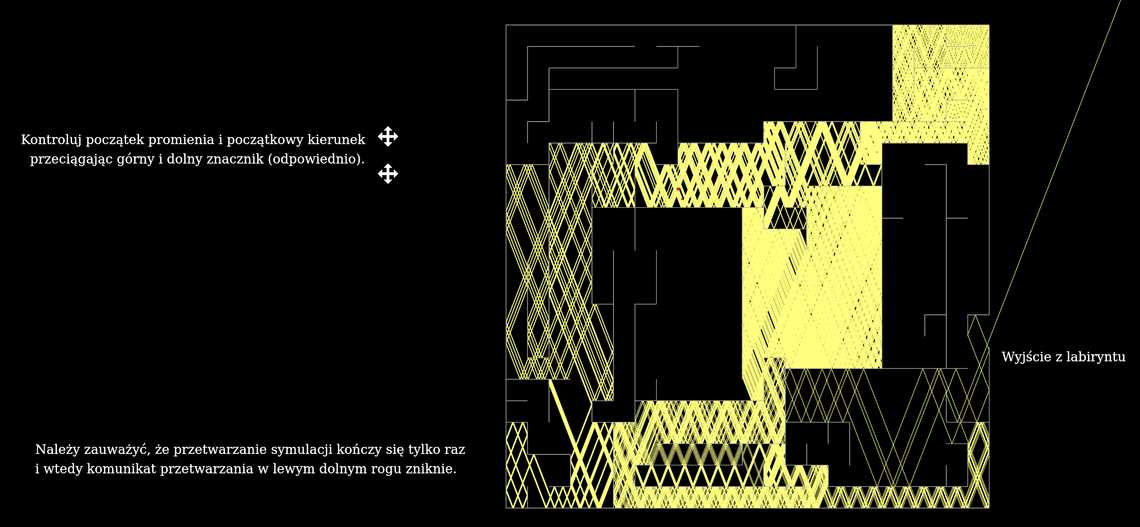 Kontroluj początek promienia i początkowy kierunek
przeciągając górny i dolny znacznik (odpowiednio).
Wyjście z labiryntu
Należy zauważyć, że przetwarzanie symulacji kończy się tylko raz
i wtedy komunikat przetwarzania w lewym dolnym rogu zniknie.